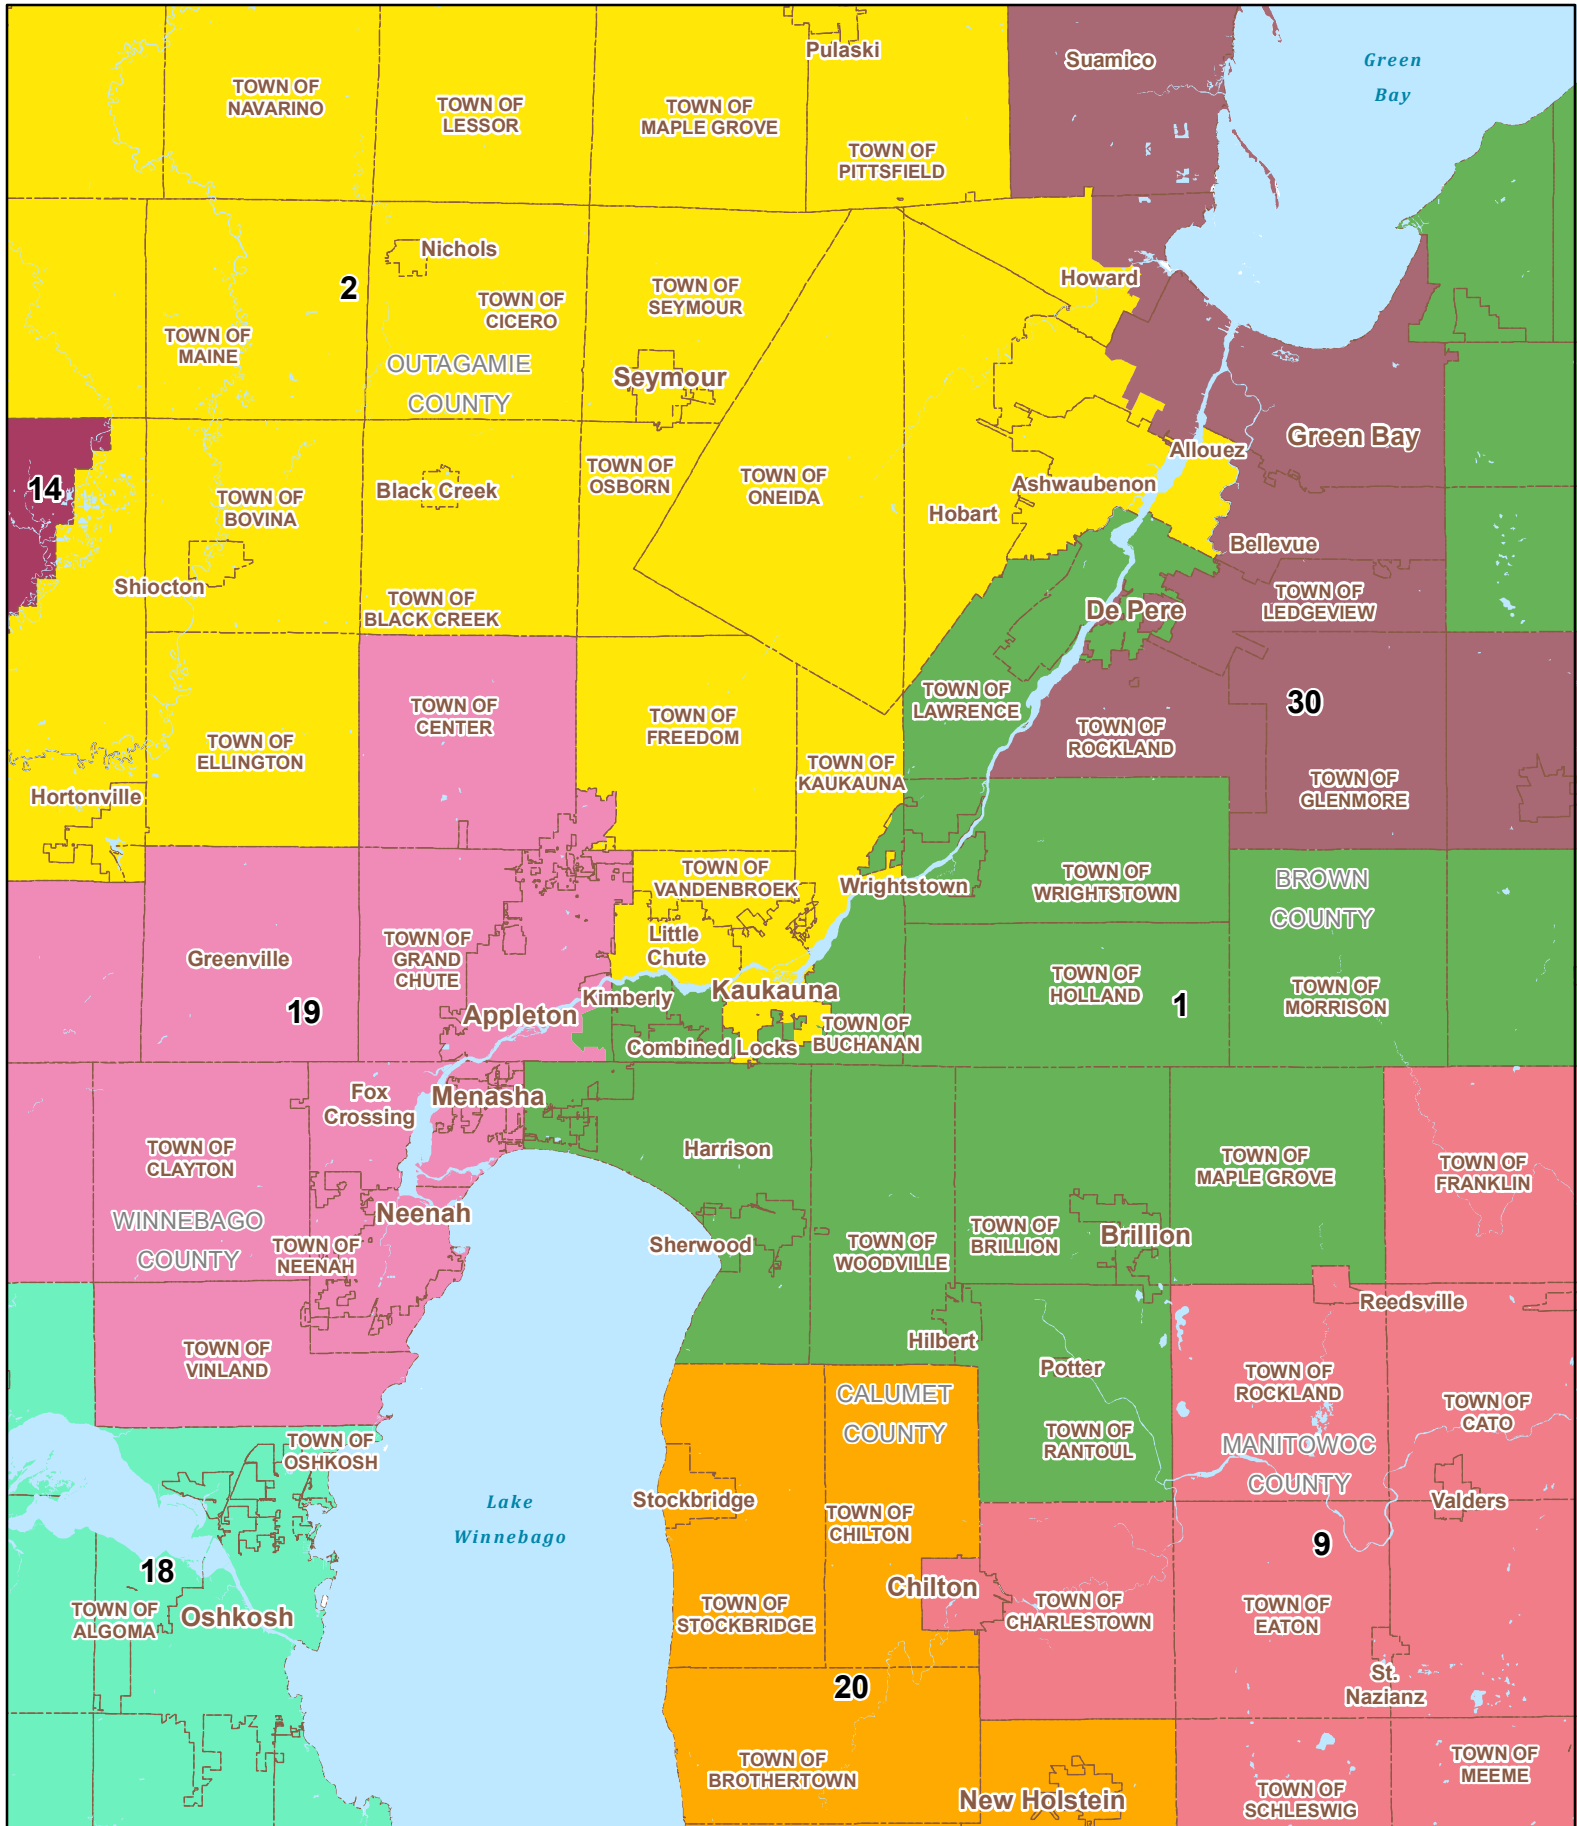 Pulaski
Suamico
Green
Bay
TOWN OF
NAVARINO
TOWN OF
LESSOR
TOWN OF
MAPLE GROVE
TOWN OF
PITTSFIELD
Nichols
2
TOWN OF
CICERO
TOWN OF
SEYMOUR
Howard
TOWN OF
MAINE
OUTAGAMIE
COUNTY
Seymour
Green Bay
Allouez
14
TOWN OF
BOVINA
Black Creek
TOWN OF
OSBORN
TOWN OF
ONEIDA
Ashwaubenon
Hobart
Bellevue
Shiocton
TOWN OF
BLACK CREEK
De Pere
TOWN OF
LEDGEVIEW
TOWN OF
CENTER
TOWN OF
FREEDOM
TOWN OF
LAWRENCE
30
TOWN OF
ELLINGTON
TOWN OF
KAUKAUNA
TOWN OF
ROCKLAND
TOWN OF
GLENMORE
Hortonville
TOWN OF
VANDENBROEK
Wrightstown
TOWN OF
WRIGHTSTOWN
BROWN
COUNTY
Greenville
TOWN OF
GRAND
CHUTE
Little
Chute
19
Appleton
Kimberly
Kaukauna
TOWN OF
HOLLAND
1
TOWN OF
MORRISON
Combined Locks
TOWN OF
BUCHANAN
Fox
Crossing
Menasha
TOWN OF
CLAYTON
Harrison
TOWN OF
MAPLE GROVE
TOWN OF
FRANKLIN
WINNEBAGO
COUNTY
Neenah
TOWN OF
NEENAH
Sherwood
TOWN OF
WOODVILLE
TOWN OF
BRILLION
Brillion
Reedsville
TOWN OF
VINLAND
Hilbert
Potter
TOWN OF
ROCKLAND
CALUMET
COUNTY
TOWN OF
CATO
TOWN OF
OSHKOSH
TOWN OF
RANTOUL
MANITOWOC
COUNTY
Lake
Winnebago
Stockbridge
TOWN OF
CHILTON
Valders
18
9
TOWN OF
ALGOMA
Oshkosh
Chilton
TOWN OF
STOCKBRIDGE
TOWN OF
CHARLESTOWN
TOWN OF
EATON
20
St.
Nazianz
TOWN OF
BROTHERTOWN
New Holstein
TOWN OF
SCHLESWIG
TOWN OF
MEEME